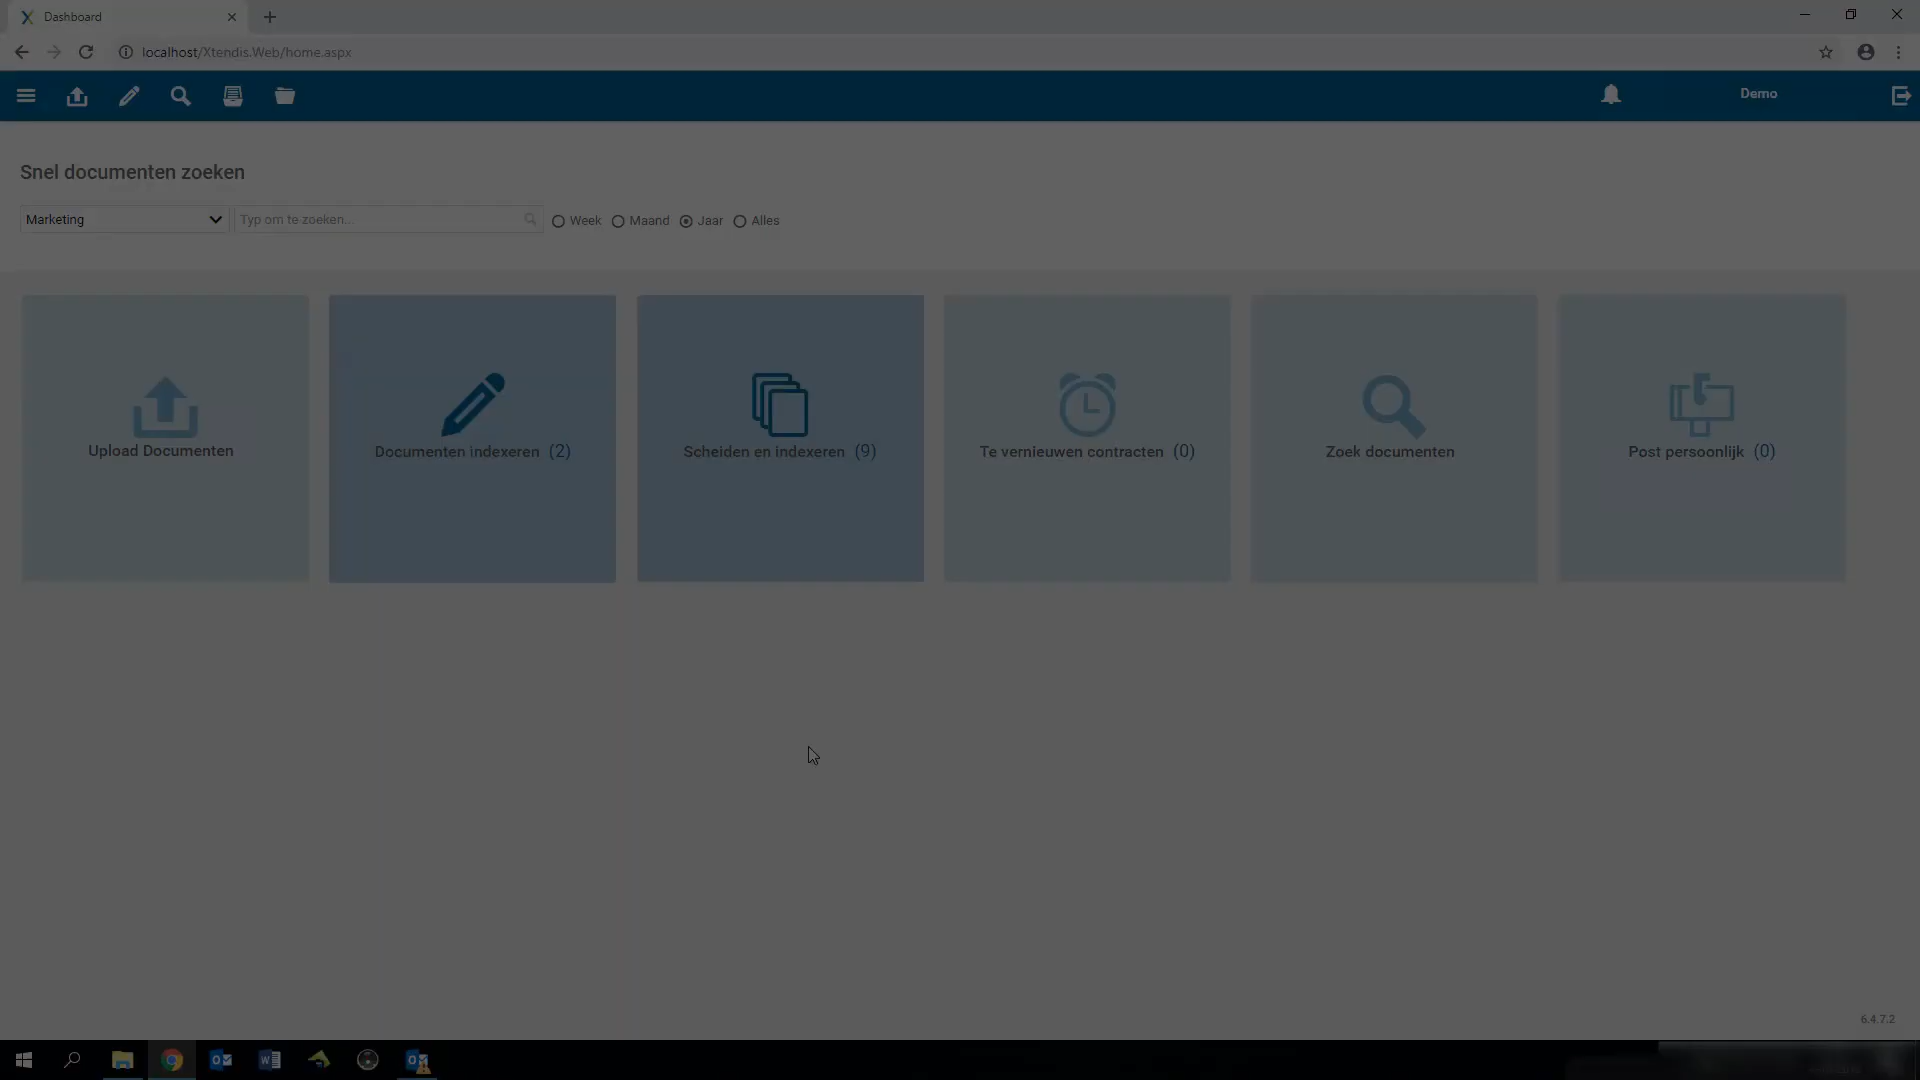 Dashboard
localhost/Xtendis.Web/home.aspx
Demo
Snel documenten zoeken
Marketing
Typ om te zoeken...
Week Maand Jaar Alles
Upload Documenten
Documenten indexeren (2)
Scheiden en indexeren (9)
Te vernieuwen contracten (0)
Zoek documenten
Post persoonlijk (0)
6.4.7.2